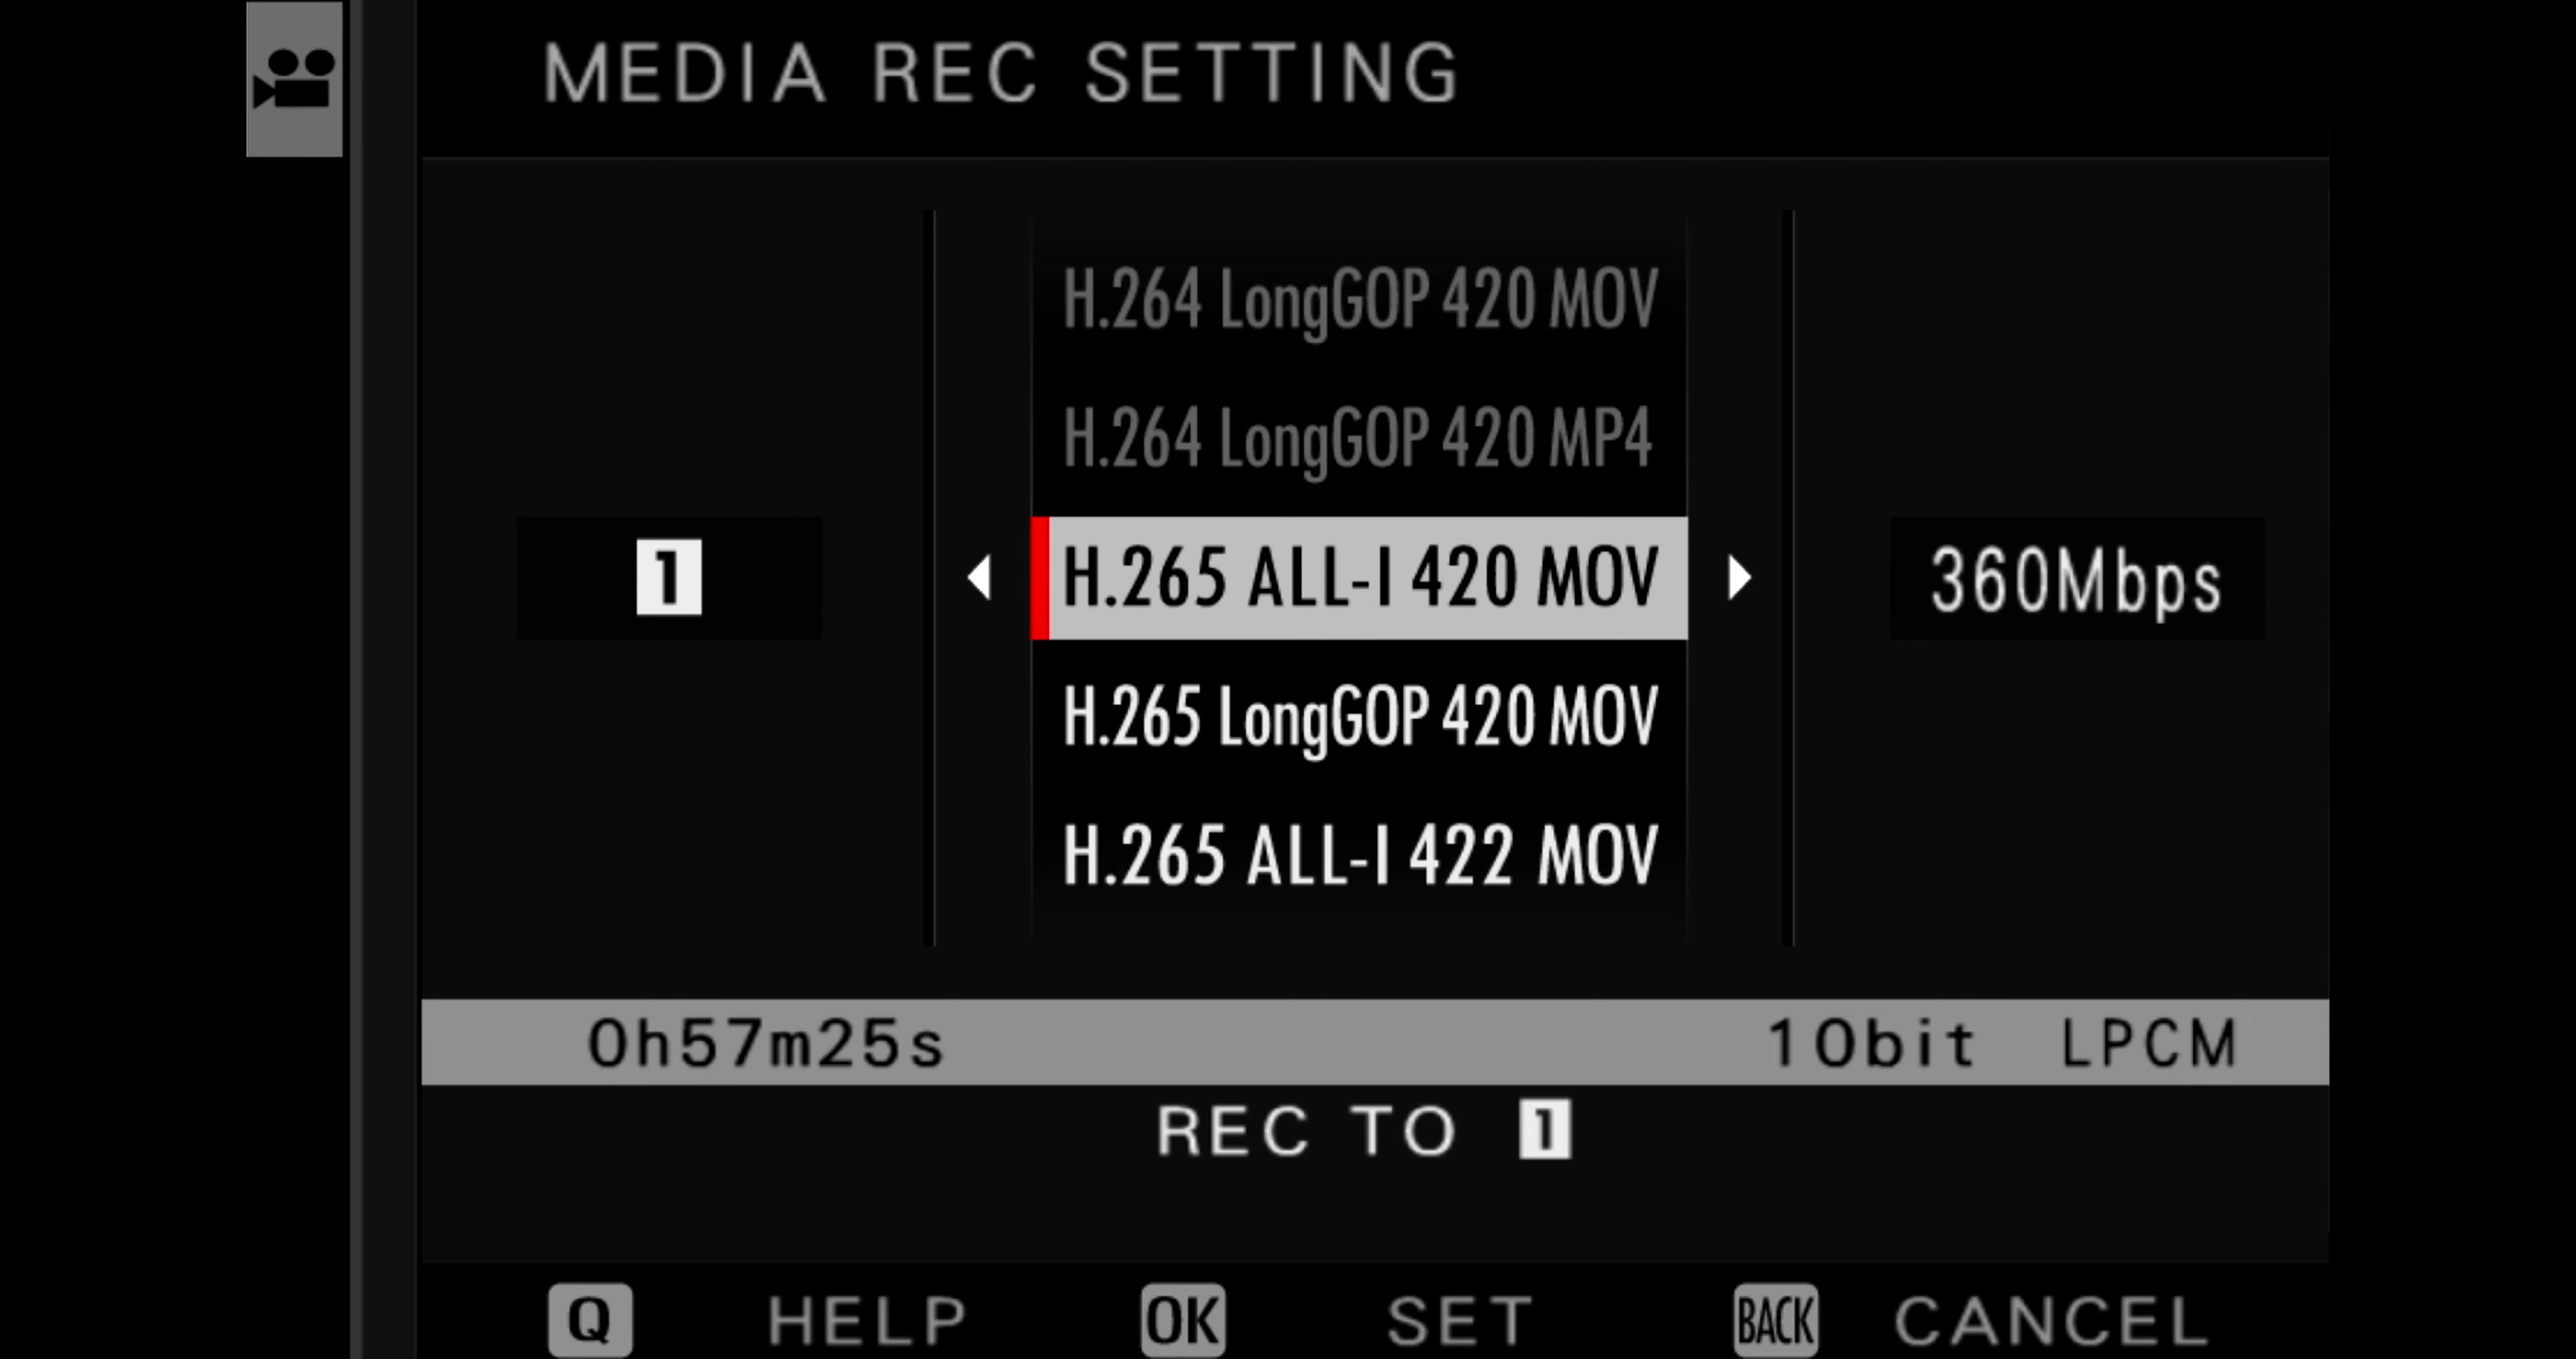 MEDIA REC SETTING
H.264 LongGOP 420 MOV
H.264 LongGOP 420 MP4
1
H.265 ALL-I 420 MOV
360Mbps
H.265 LongGOP 420 MOV
H.265 ALL-I 422 MOV
0h57m25s 10bit LPCM
REC TO 1
Q HELP OK SET BACK CANCEL